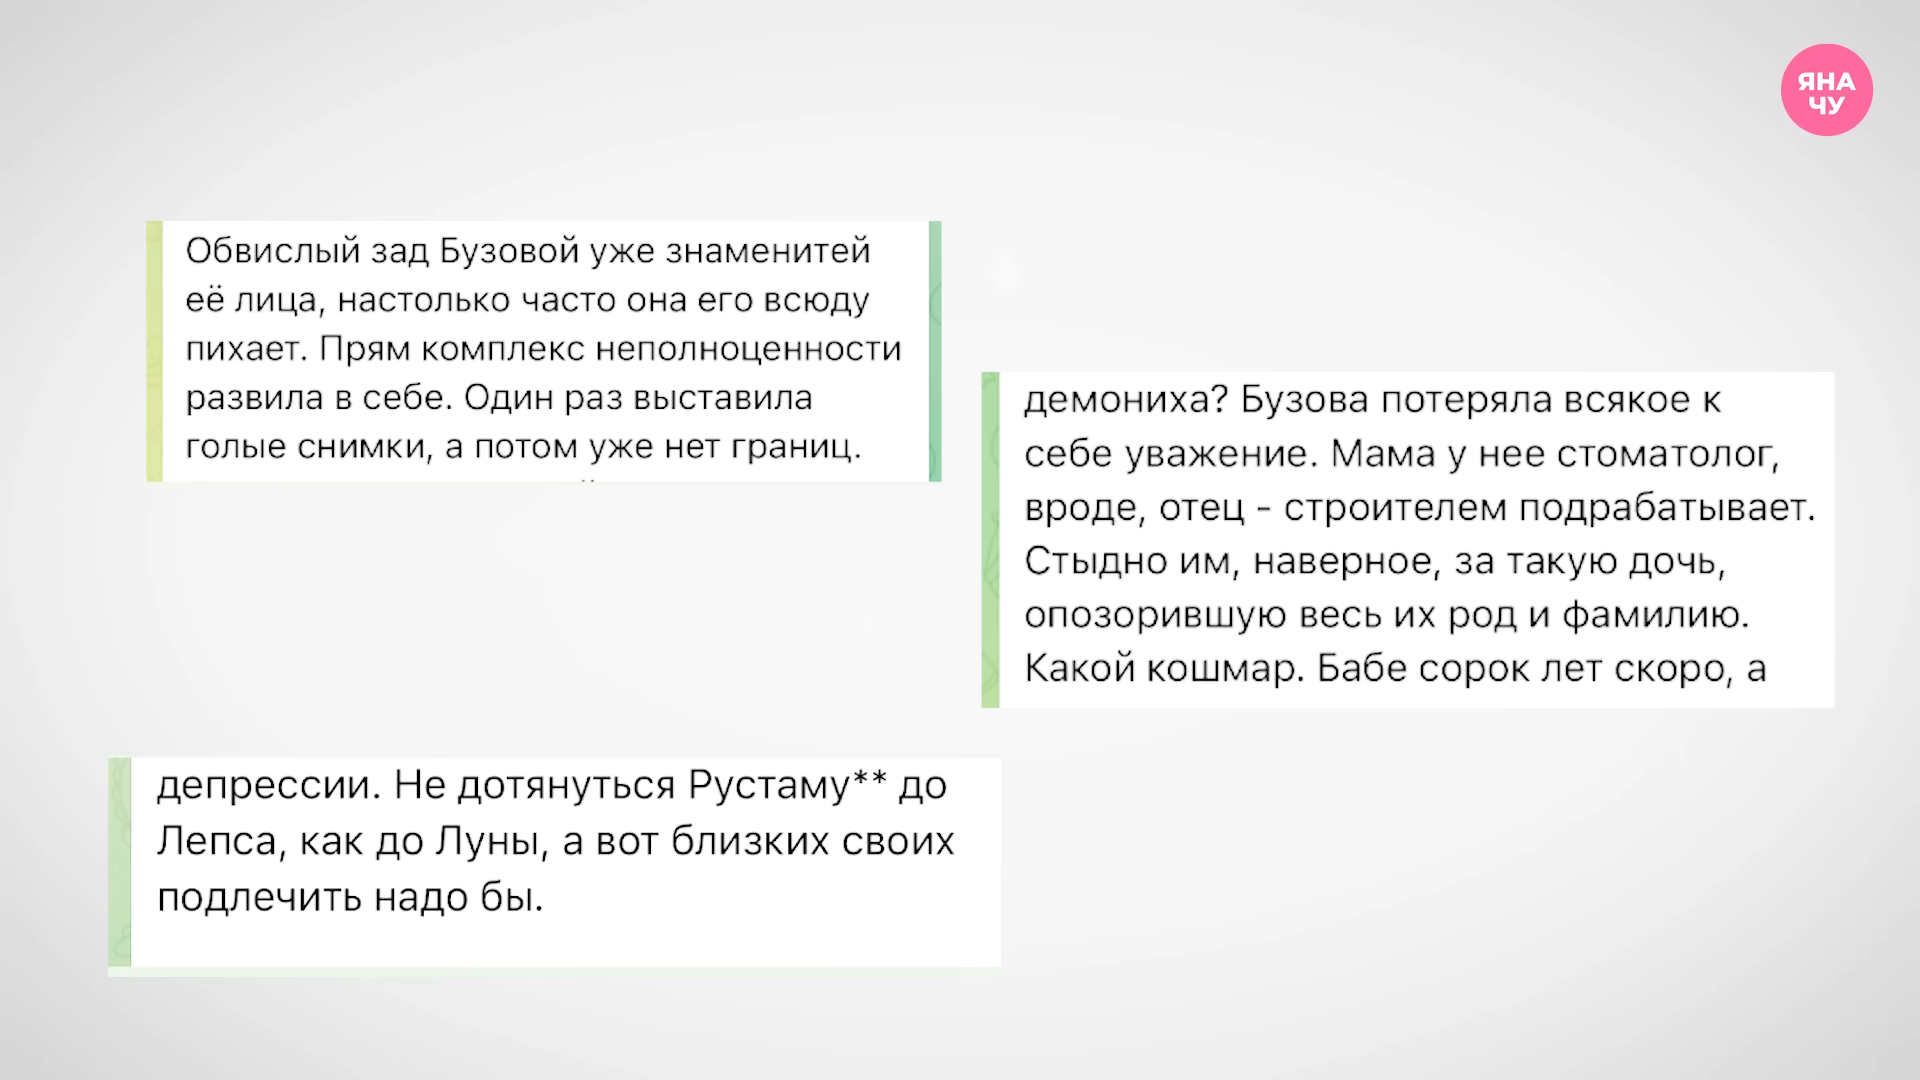 ЯНА
ЧУ
Обвислый зад Бузовой уже знаменитей
её лица, настолько часто она его всюду
пихает. Прям комплекс неполноценности
развила в себе. Один раз выставила
голые снимки, а потом уже нет границ.
демониха? Бузова потеряла всякое к
себе уважение. Мама у нее стоматолог,
вроде, отец - строителем подрабатывает.
Стыдно им, наверное, за такую дочь,
опозорившую весь их род и фамилию.
Какой кошмар. Бабе сорок лет скоро, а
депрессии. Не дотянуться Рустаму** до
Лепса, как до Луны, а вот близких своих
подлечить надо бы.